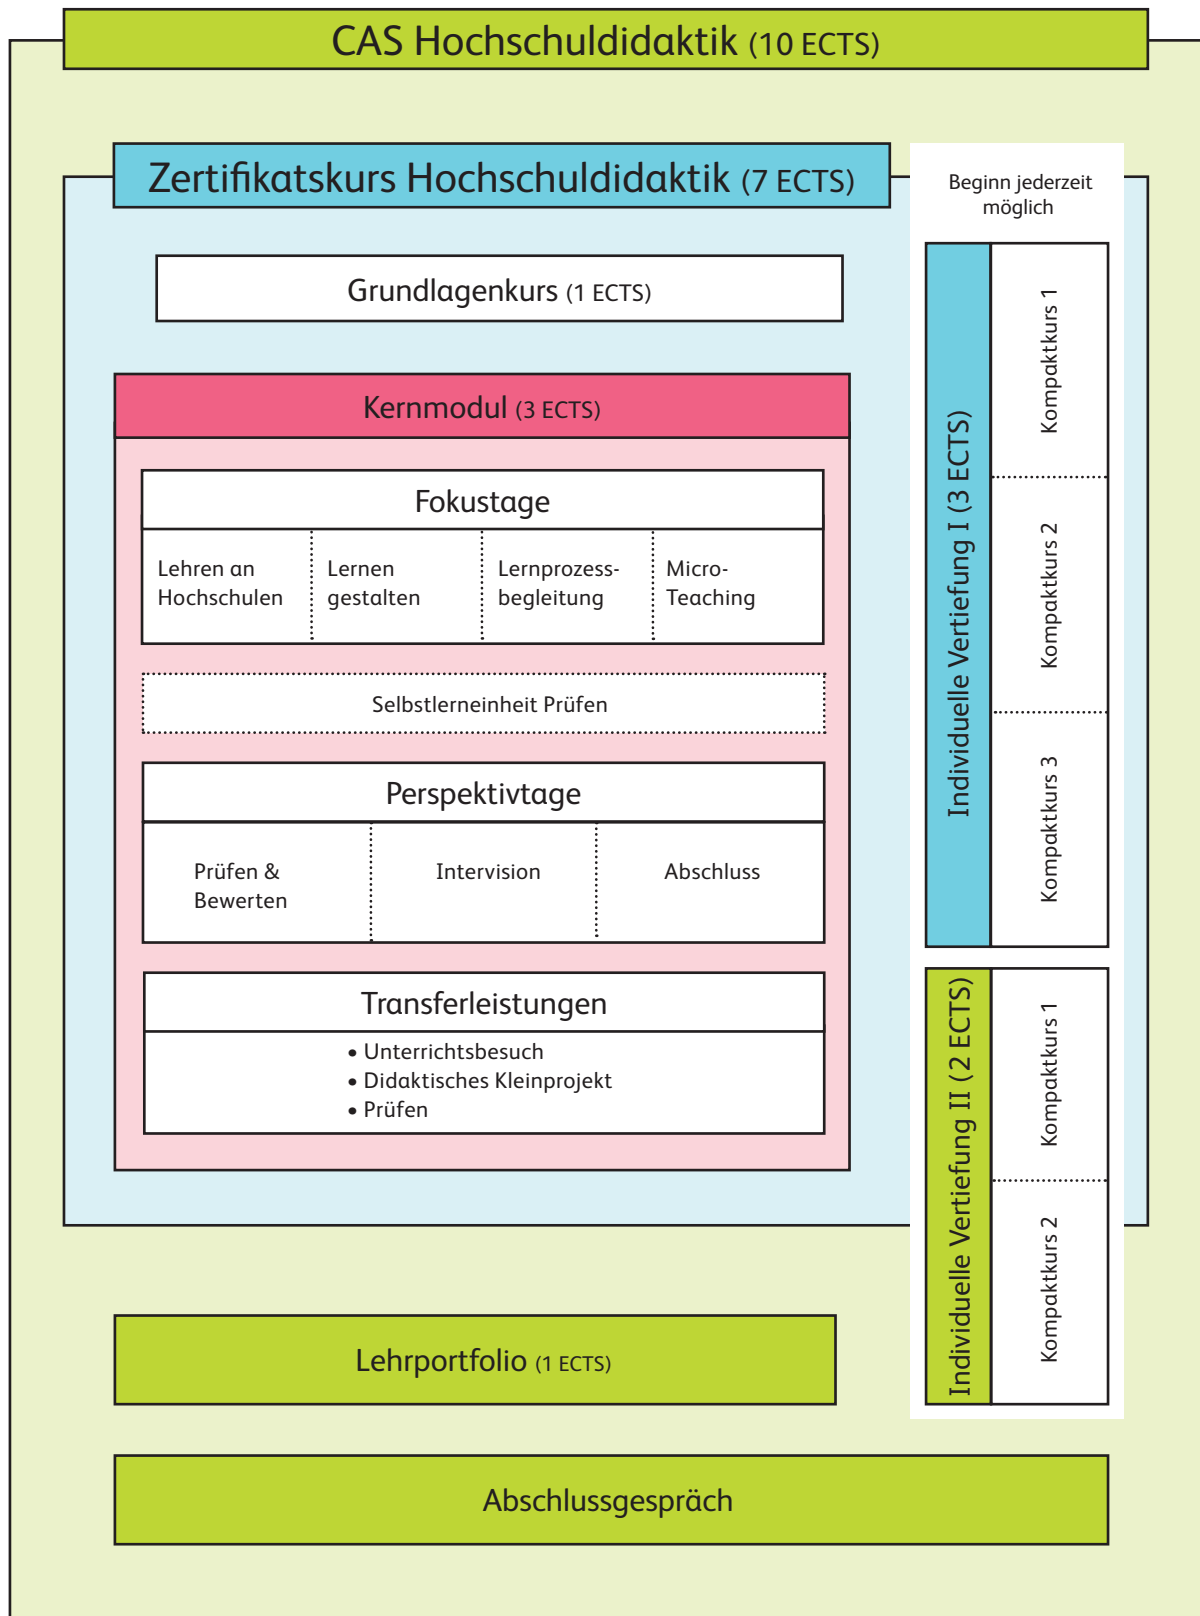 CAS Hochschuldidaktik (10 ECTS)
Zertifikatskurs Hochschuldidaktik (7 ECTS)
Grundlagenkurs (1 ECTS)
Kernmodul (3 ECTS)
Fokustage
Lehren an
Hochschulen
Lernen
gestalten
Lernprozess-
begleitung
Micro-
Teaching
Selbstlerneinheit Prüfen
Perspektivtage
Prüfen &
Bewerten
Intervision
Abschluss
Transferleistungen
• Unterrichtsbesuch
• Didaktisches Kleinprojekt
• Prüfen
Beginn jederzeit
möglich
Individuelle Vertiefung I (3 ECTS)
Kompaktkurs 1
Kompaktkurs 2
Kompaktkurs 3
Individuelle Vertiefung II (2 ECTS)
Kompaktkurs 1
Kompaktkurs 2
Lehrportfolio (1 ECTS)
Abschlussgespräch